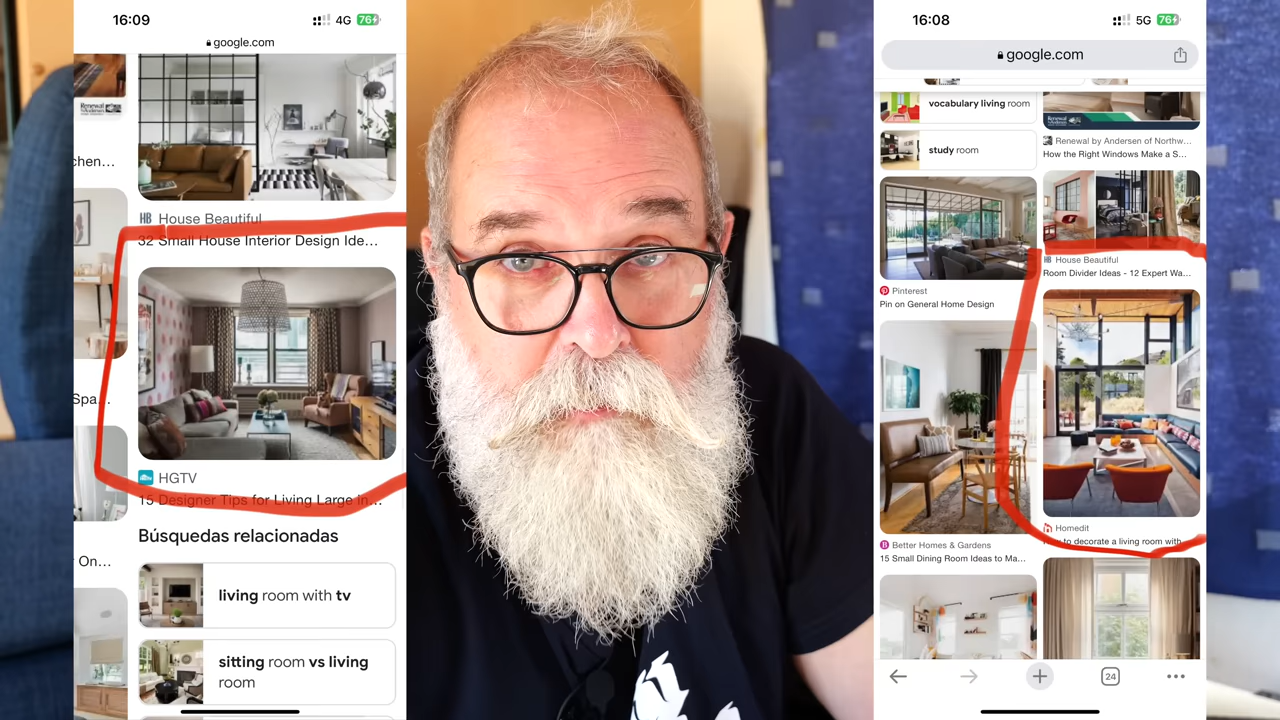 16:09
4G 76
google.com
Renewal
byAndersen
chen…
HB House Beautiful
32 Small House Interior Design Ide…
Spa…
HGTV
15 Designer Tips for Living Large in…
Búsquedas relacionadas
On…
living room with tv
sitting room vs living
room
16:08
5G 76
google.com
vocabulary living room
study room
Renewal by Andersen of Northw…
How the Right Windows Make a S…
Pinterest
Pin on General Home Design
HB House Beautiful
Room Divider Ideas - 12 Expert Wa…
Homedit
to decorate a living room with
B Better Homes & Gardens
15 Small Dining Room Ideas to Ma…
24